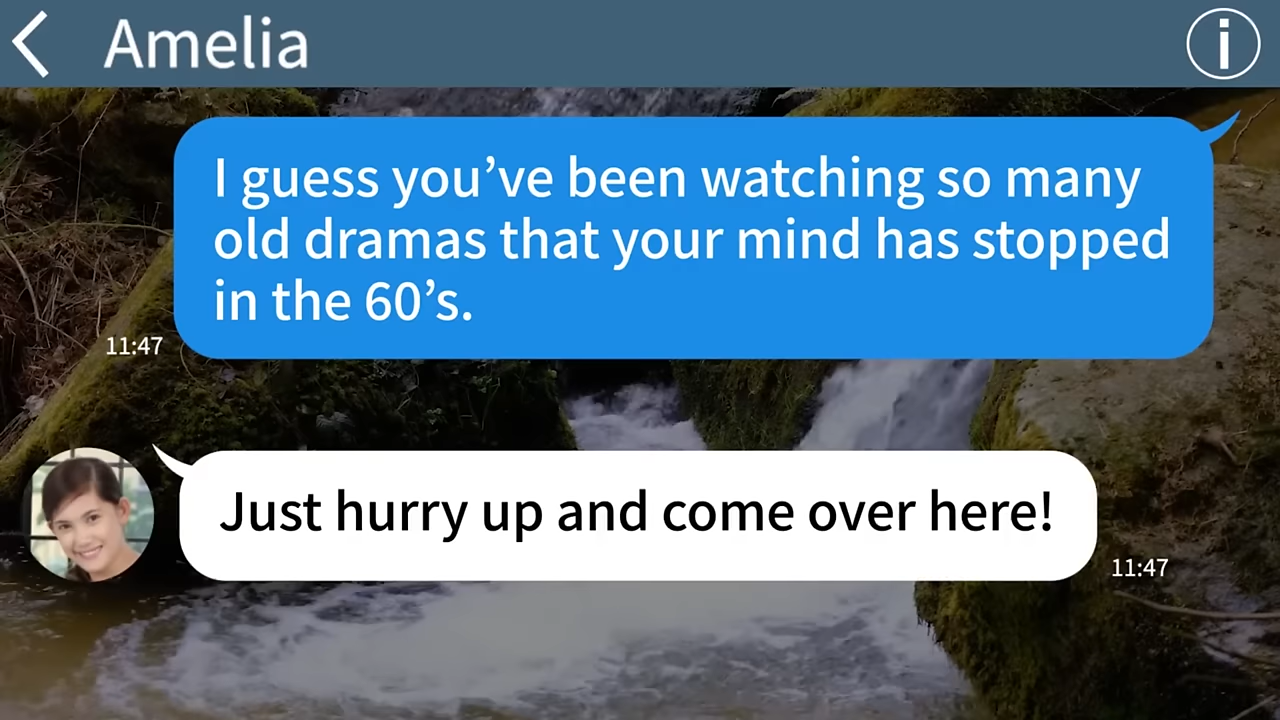 Amelia
I guess you’ve been watching so many
old dramas that your mind has stopped
in the 60’s.
11:47
Just hurry up and come over here!
11:47